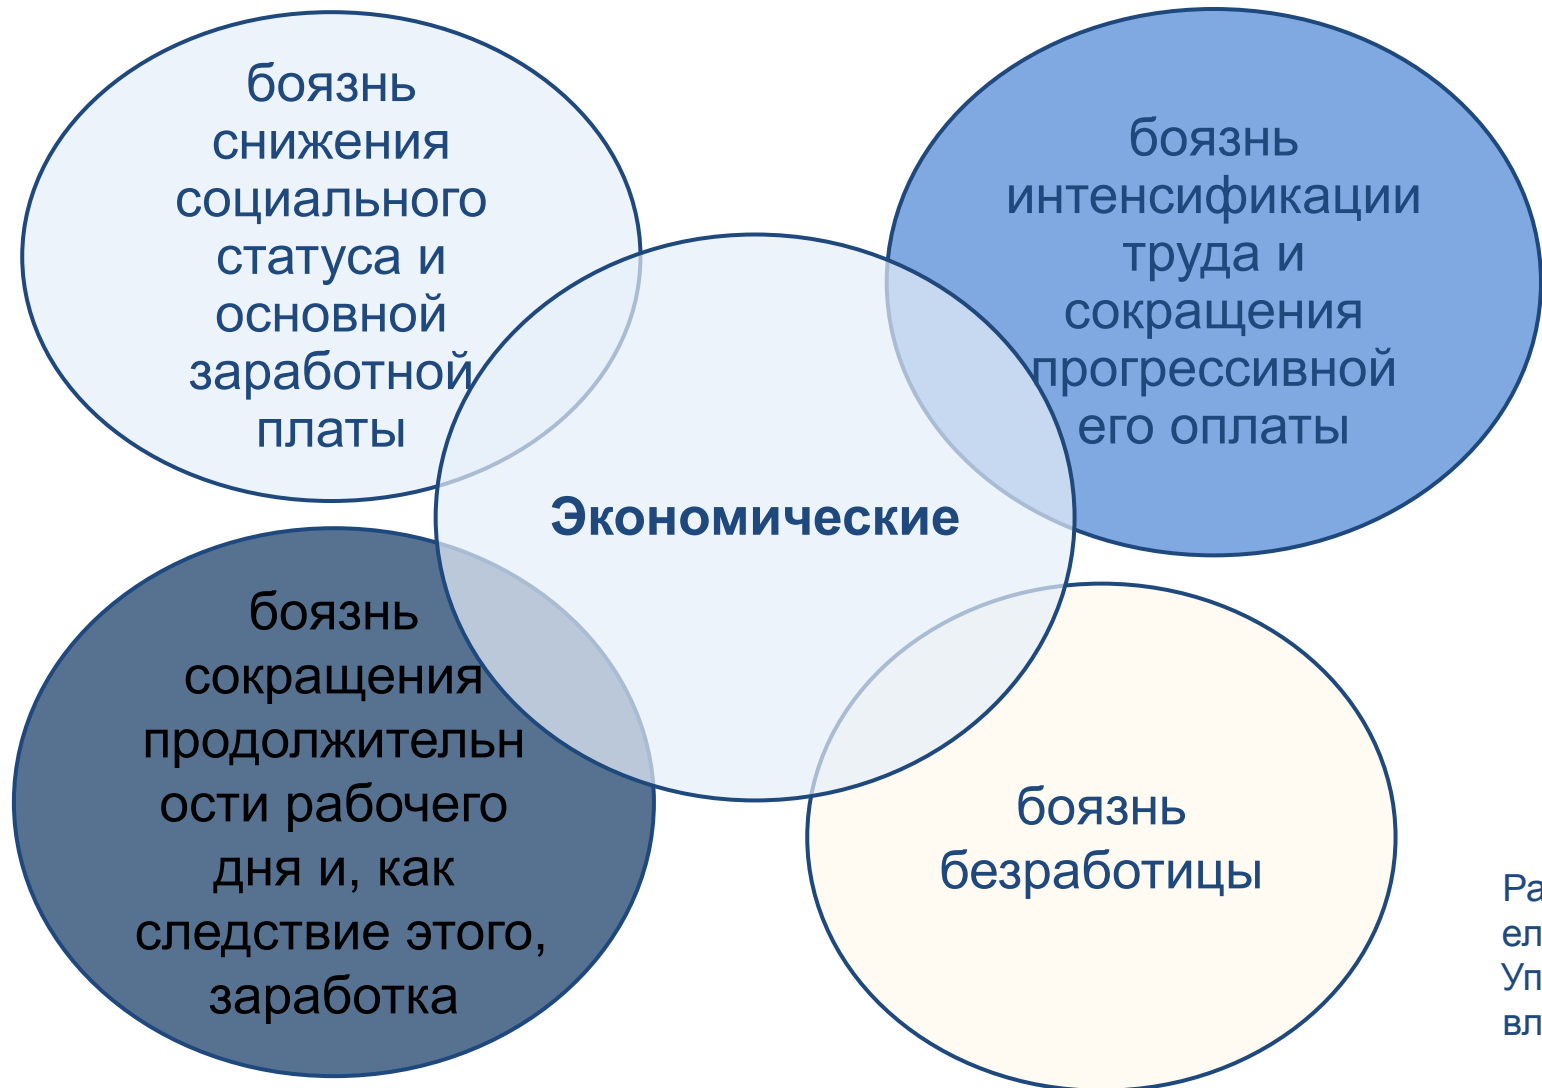 боязнь
снижения
социального
статуса и
основной
заработной
платы
боязнь
интенсификации
труда и
сокращения
прогрессивной
его оплаты
Экономические
боязнь
сокращения
продолжительн
ости рабочего
дня и, как
следствие этого,
заработка
боязнь
безработицы